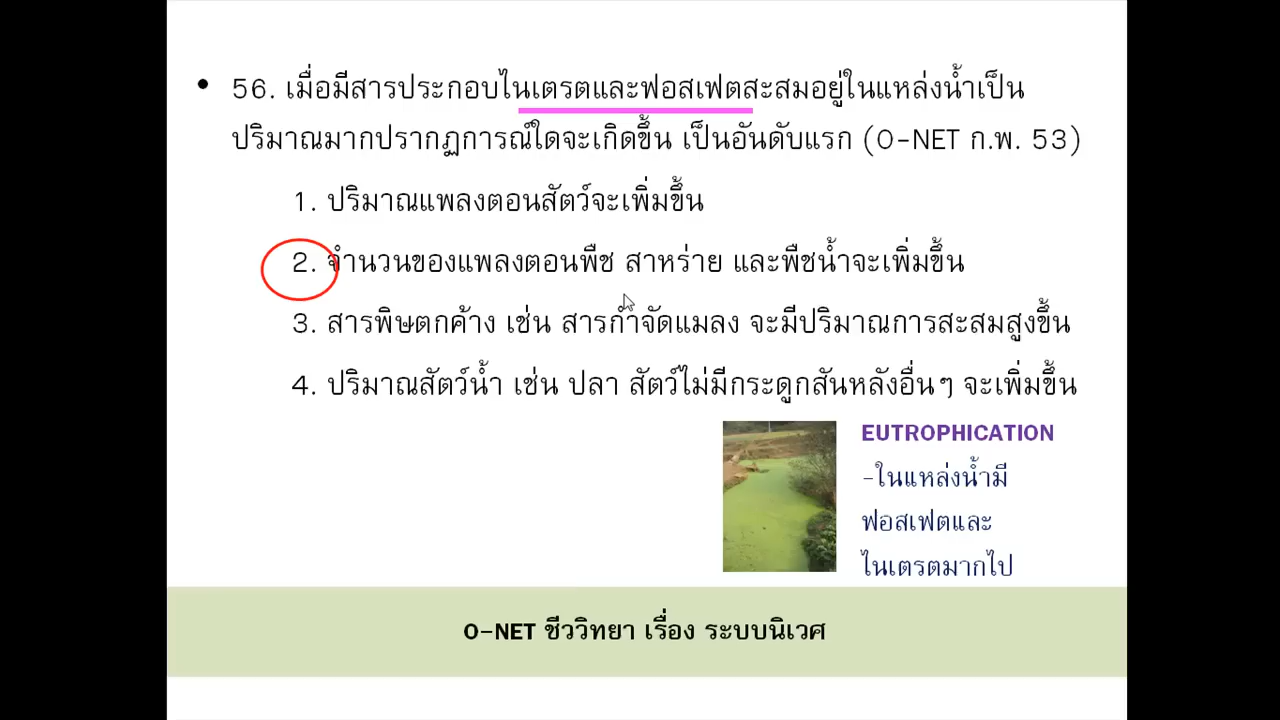 • 56. เมื่อมีสารประกอบไนเตรตและฟอสเฟตสะสมอยู่ในแหล่งน้ำเป็น
ปริมาณมากปรากฏการณ์ใดจะเกิดขึ้น เป็นอันดับแรก (O-NET ก.พ. 53)
1. ปริมาณแพลงตอนสัตว์จะเพิ่มขึ้น
2. จำนวนของแพลงตอนพืช สาหร่าย และพืชน้ำจะเพิ่มขึ้น
3. สารพิษตกค้าง เช่น สารกำจัดแมลง จะมีปริมาณการสะสมสูงขึ้น
4. ปริมาณสัตว์น้ำ เช่น ปลา สัตว์ไม่มีกระดูกสันหลังอื่นๆ จะเพิ่มขึ้น
EUTROPHICATION
-ในแหล่งน้ำมี
ฟอสเฟตและ
ไนเตรตมากไป
O-NET ชีววิทยา เรื่อง ระบบนิเวศ